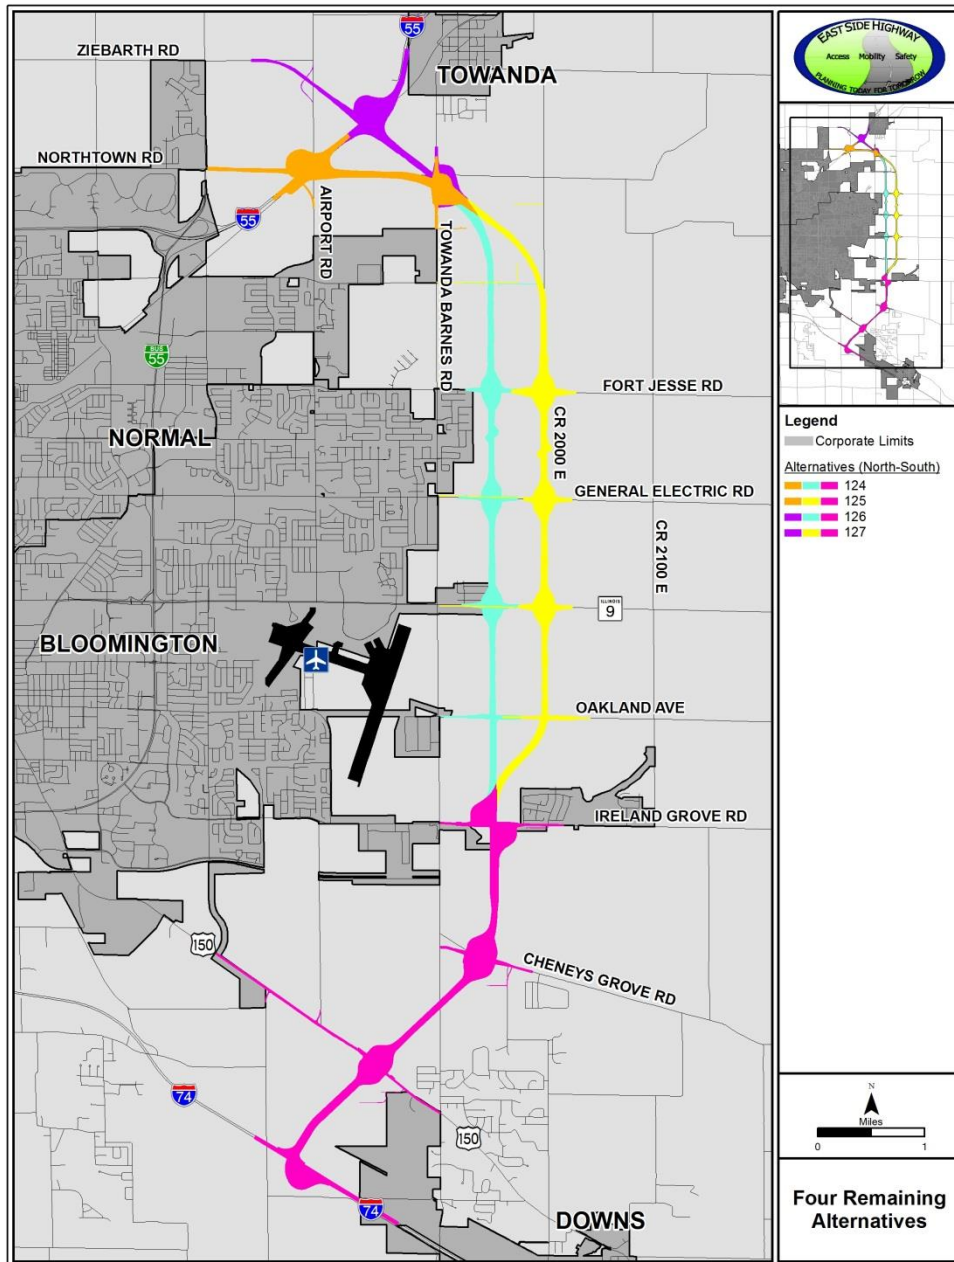 55
ZIEBARTH RD
TOWANDA
NORTHTOWN RD
AIRPORT RD
55
TOWANDA BARNES RD
BUS
55
FORT JESSE RD
NORMAL
CR 2000 E
GENERAL ELECTRIC RD
CR 2100 E
ILLINOIS
9
BLOOMINGTON
OAKLAND AVE
IRELAND GROVE RD
150
CHENEYS GROVE RD
74
150
74
DOWNS
EAST SIDE HIGHWAY
Access Mobility Safety
PLANNING TODAY FOR TOMORROW
Legend
Corporate Limits
Alternatives (North-South)
124
125
126
127
N
Miles
0 1
Four Remaining
Alternatives